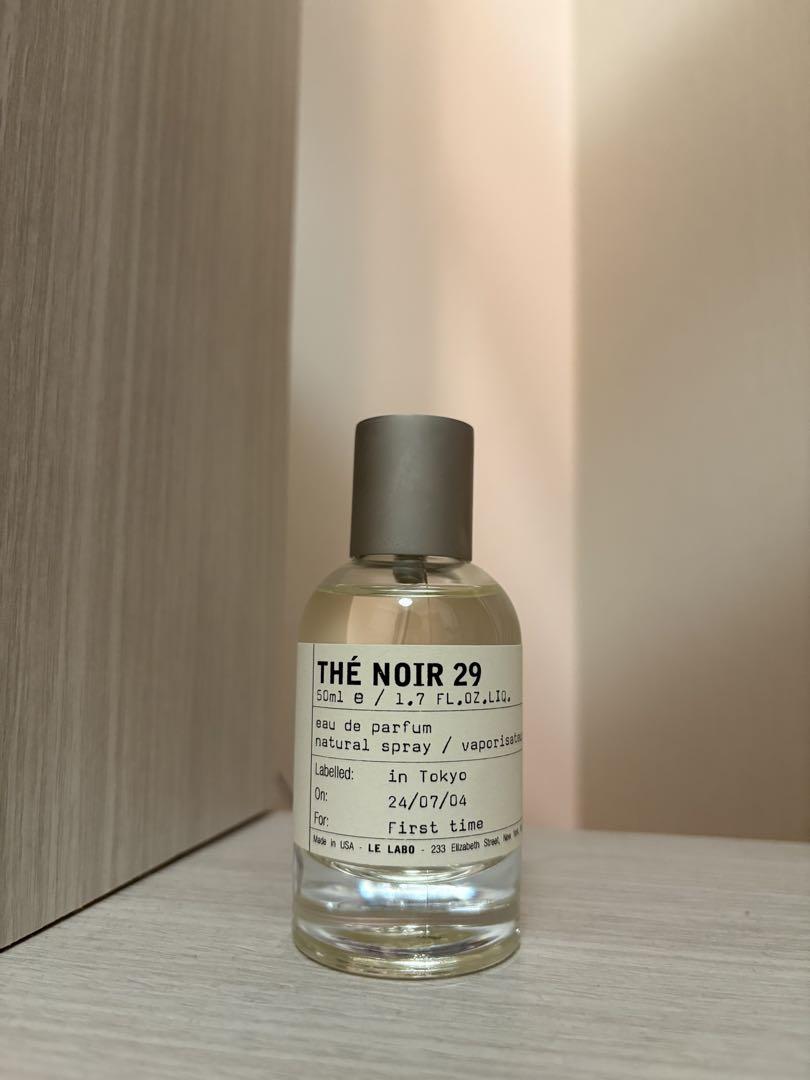 THÉ NOIR 29
50ml e / 1.7 FL.OZ.LIQ.
eau de parfum
natural spray /
Labelled: in Tokyo
On: 24/07/04
For: First time
Made in USA - LE LABO - 233 Elizabeth Street, New